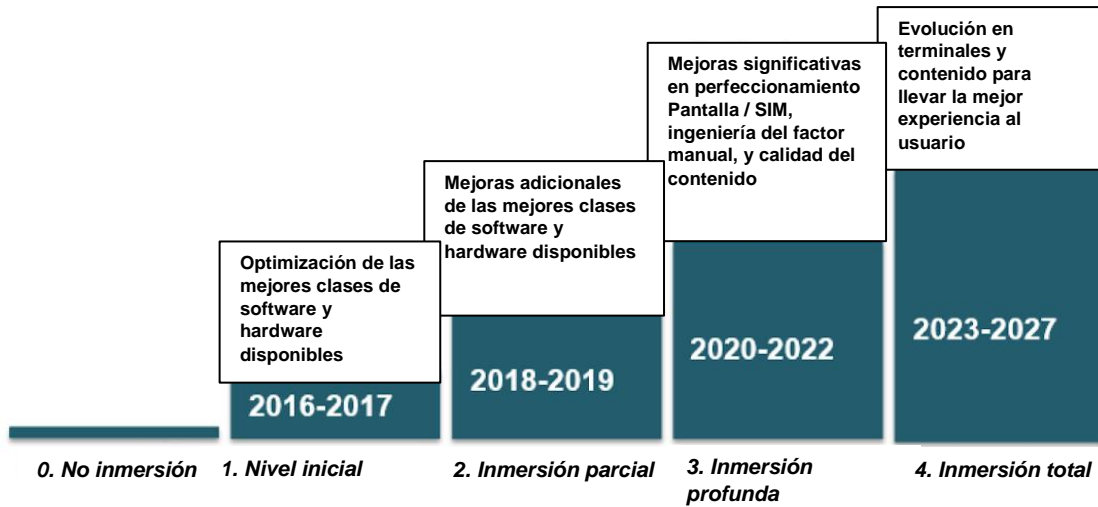 Optimización de las
mejores clases de
software y
hardware
disponibles
2016-2017
Mejoras adicionales
de las mejores clases
de software y
hardware disponibles
2018-2019
Mejoras significativas
en perfeccionamiento
Pantalla / SIM,
ingeniería del factor
manual, y calidad del
contenido
2020-2022
Evolución en
terminales y
contenido para
llevar la mejor
experiencia al
usuario
2023-2027
0. No inmersión
1. Nivel inicial
2. Inmersión parcial
3. Inmersión
profunda
4. Inmersión total